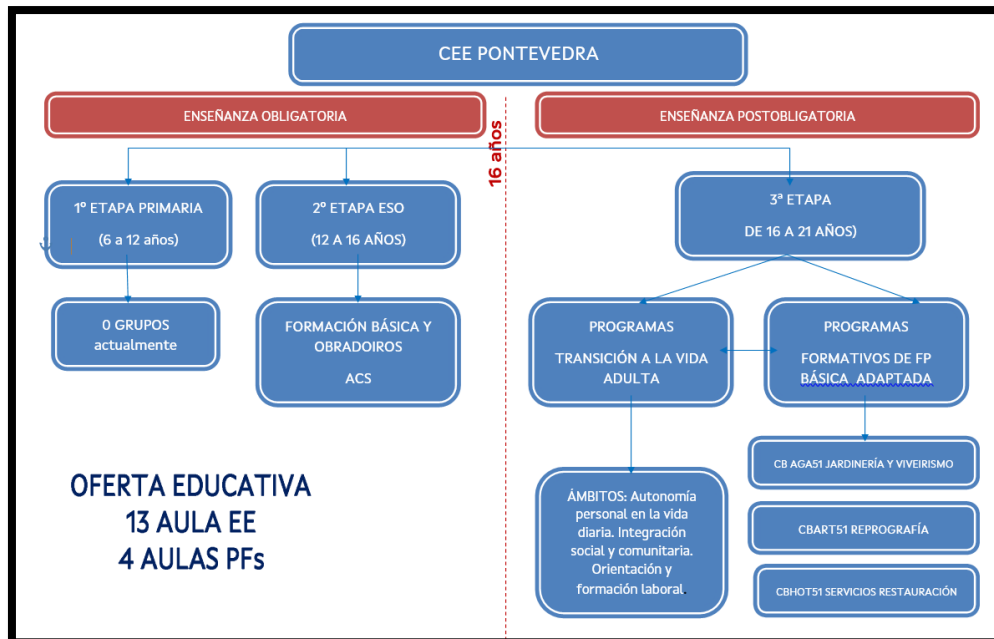 CEE PONTEVEDRA
ENSEÑANZA OBLIGATORIA
16 años
ENSEÑANZA POSTOBLIGATORIA
1º ETAPA PRIMARIA
(6 a 12 años)
2º ETAPA ESO
(12 A 16 AÑOS)
3ª ETAPA
DE 16 A 21 AÑOS)
0 GRUPOS
actualmente
FORMACIÓN BÁSICA Y
OBRADOIROS
ACS
PROGRAMAS
TRANSICIÓN A LA VIDA
ADULTA
PROGRAMAS
FORMATIVOS DE FP
BÁSICA ADAPTADA
OFERTA EDUCATIVA
13 AULA EE
4 AULAS PFs
ÁMBITOS: Autonomía
personal en la vida
diaria. Integración
social y comunitaria.
Orientación y
formación laboral.
CB AGA51 JARDINERÍA Y VIVEIRISMO
CBART51 REPROGRAFÍA
CBHOT51 SERVICIOS RESTAURACIÓN